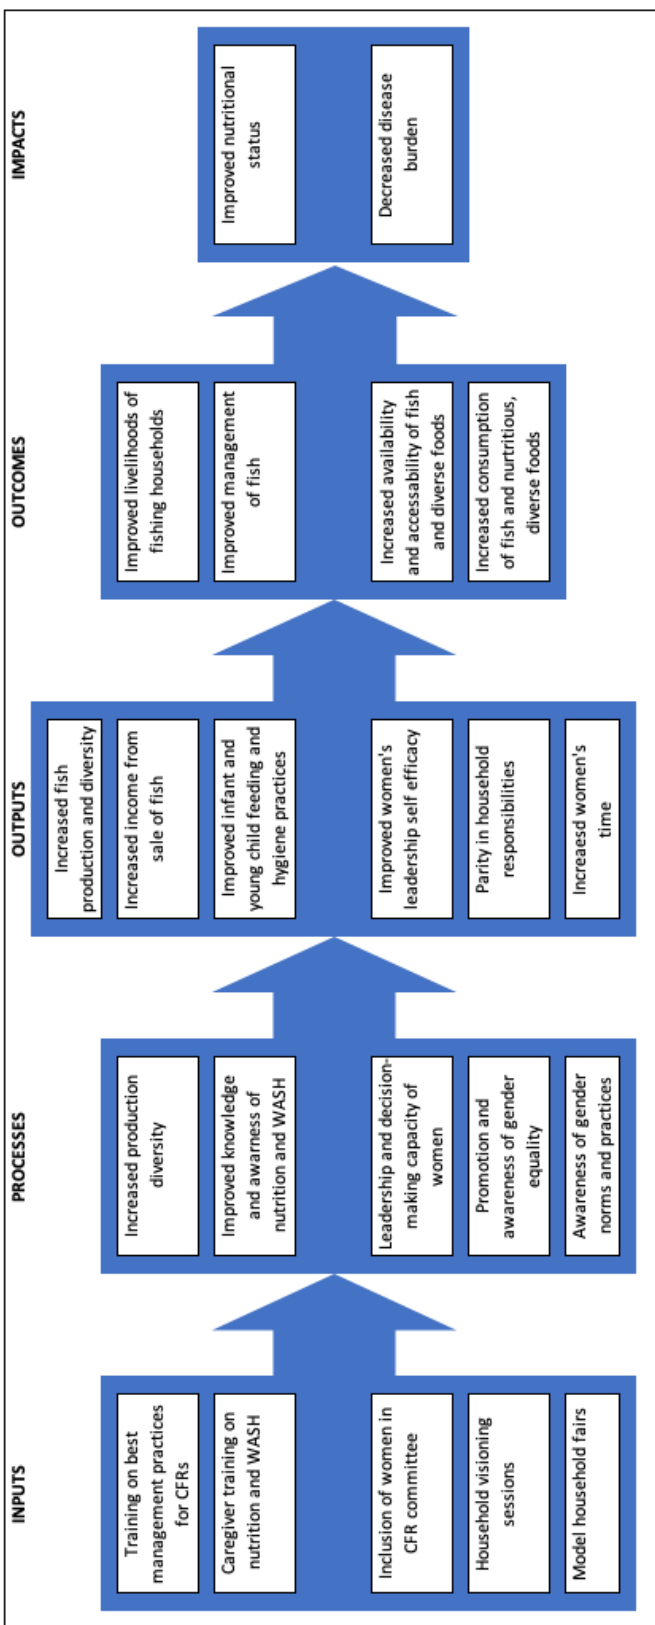 INPUTS
Training on best
management practices
for CFRs
Caregiver training on
nutrition and WASH
Inclusion of women in
CFR committee
Household visioning
sessions
Model household fairs
PROCESSES
Increased production
diversity
Improved knowledge
and awarness of
nutrition and WASH
Leadership and decision-
making capacity of
women
Promotion and
awareness of gender
equality
Awareness of gender
norms and practices
OUTPUTS
Increased fish
production and diversity
Increased income from
sale of fish
Improved infant and
young child feeding and
hygiene practices
Improved women's
leadership self efficacy
Parity in household
responsibilities
Increaesd women's
time
OUTCOMES
Improved livelihoods of
fishing households
Improved management
of fish
Increased availability
and accessability of fish
and diverse foods
Increased consumption
of fish and nurtritious,
diverse foods
IMPACTS
Improved nutritional
status
Decreased disease
burden